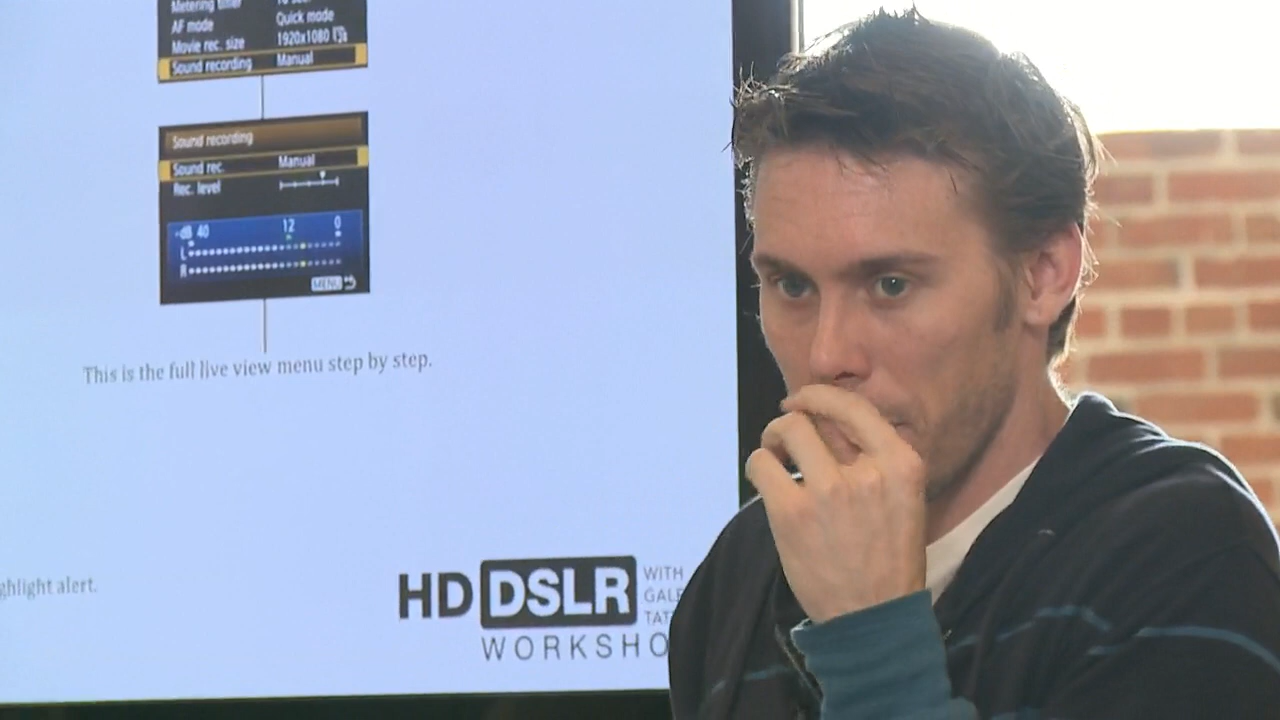 Metering timer
AF mode Quick mode
Movie rec. size 1920x1080
Sound recording Manual
Sound recording
Sound rec. Manual
Rec. level
-dB 40 12 0
L
R
MENU
This is the full live view menu step by step.
ghlight alert.
HD DSLR
WORKSHO
WITH
GALE
TAT